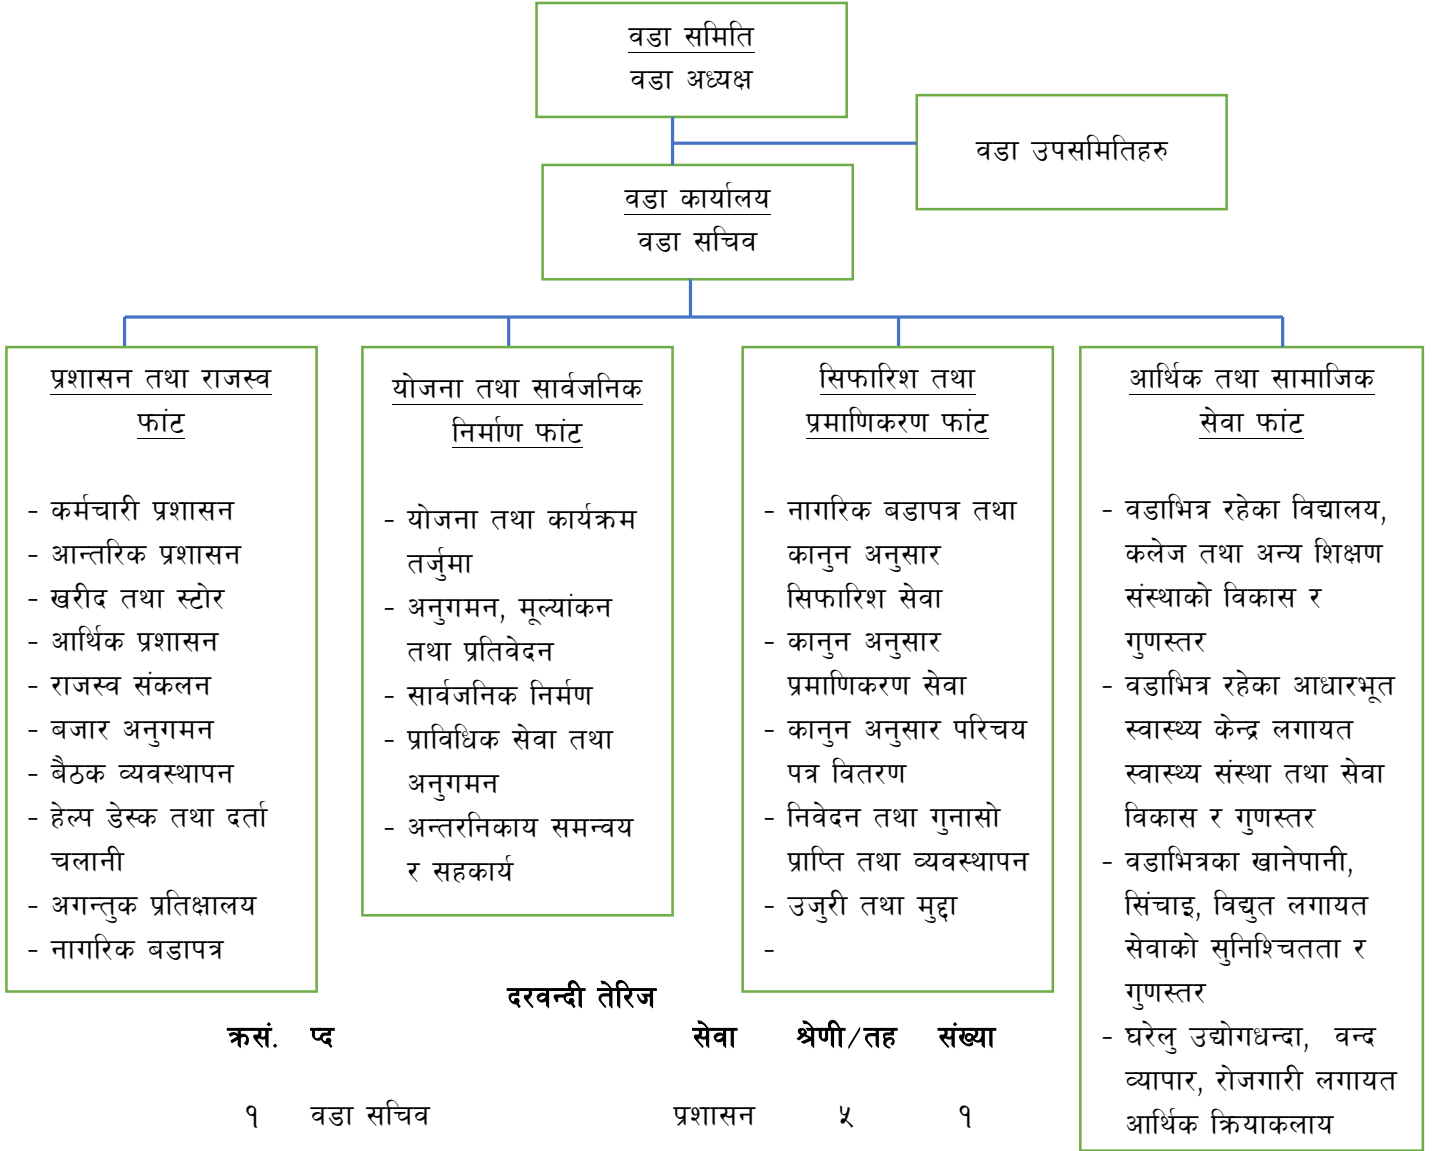 वडा समिति
वडा अध्यक्ष
वडा उपसमितिहरु
वडा कार्यालय
वडा सचिव
प्रशासन तथा राजस्व
फांट
- कर्मचारी प्रशासन
- आन्तरिक प्रशासन
- खरीद तथा स्टोर
- आर्थिक प्रशासन
- राजस्व संकलन
- बजार अनुगमन
- बैठक व्यवस्थापन
- हेल्प डेस्क तथा दर्ता
चलानी
- अगन्तुक प्रतिक्षालय
- नागरिक बडापत्र
योजना तथा सार्वजनिक
निर्माण फांट
- योजना तथा कार्यक्रम
तर्जुमा
- अनुगमन, मूल्यांकन
तथा प्रतिवेदन
- सार्वजनिक निर्मण
- प्राविधिक सेवा तथा
अनुगमन
- अन्तरनिकाय समन्वय
र सहकार्य
सिफारिश तथा
प्रमाणिकरण फांट
- नागरिक बडापत्र तथा
कानुन अनुसार
सिफारिश सेवा
- कानुन अनुसार
प्रमाणिकरण सेवा
- कानुन अनुसार परिचय
पत्र वितरण
- निवेदन तथा गुनासो
प्राप्ति तथा व्यवस्थापन
- उजुरी तथा मुद्दा
-
आर्थिक तथा सामाजिक
सेवा फांट
- वडाभित्र रहेका विद्यालय,
कलेज तथा अन्य शिक्षण
संस्थाको विकास र
गुणस्तर
- वडाभित्र रहेका आधारभूत
स्वास्थ्य केन्द्र लगायत
स्वास्थ्य संस्था तथा सेवा
विकास र गुणस्तर
- वडाभित्रका खानेपानी,
सिंचाइ, विद्युत लगायत
सेवाको सुनिश्चितता र
गुणस्तर
- घरेलु उद्योगधन्दा, वन्द
व्यापार, रोजगारी लगायत
आर्थिक क्रियाकलाय
दरवन्दी तेरिज
क्रसं. प्द सेवा श्रेणी/तह संख्या
१ वडा सचिव प्रशासन ५ १